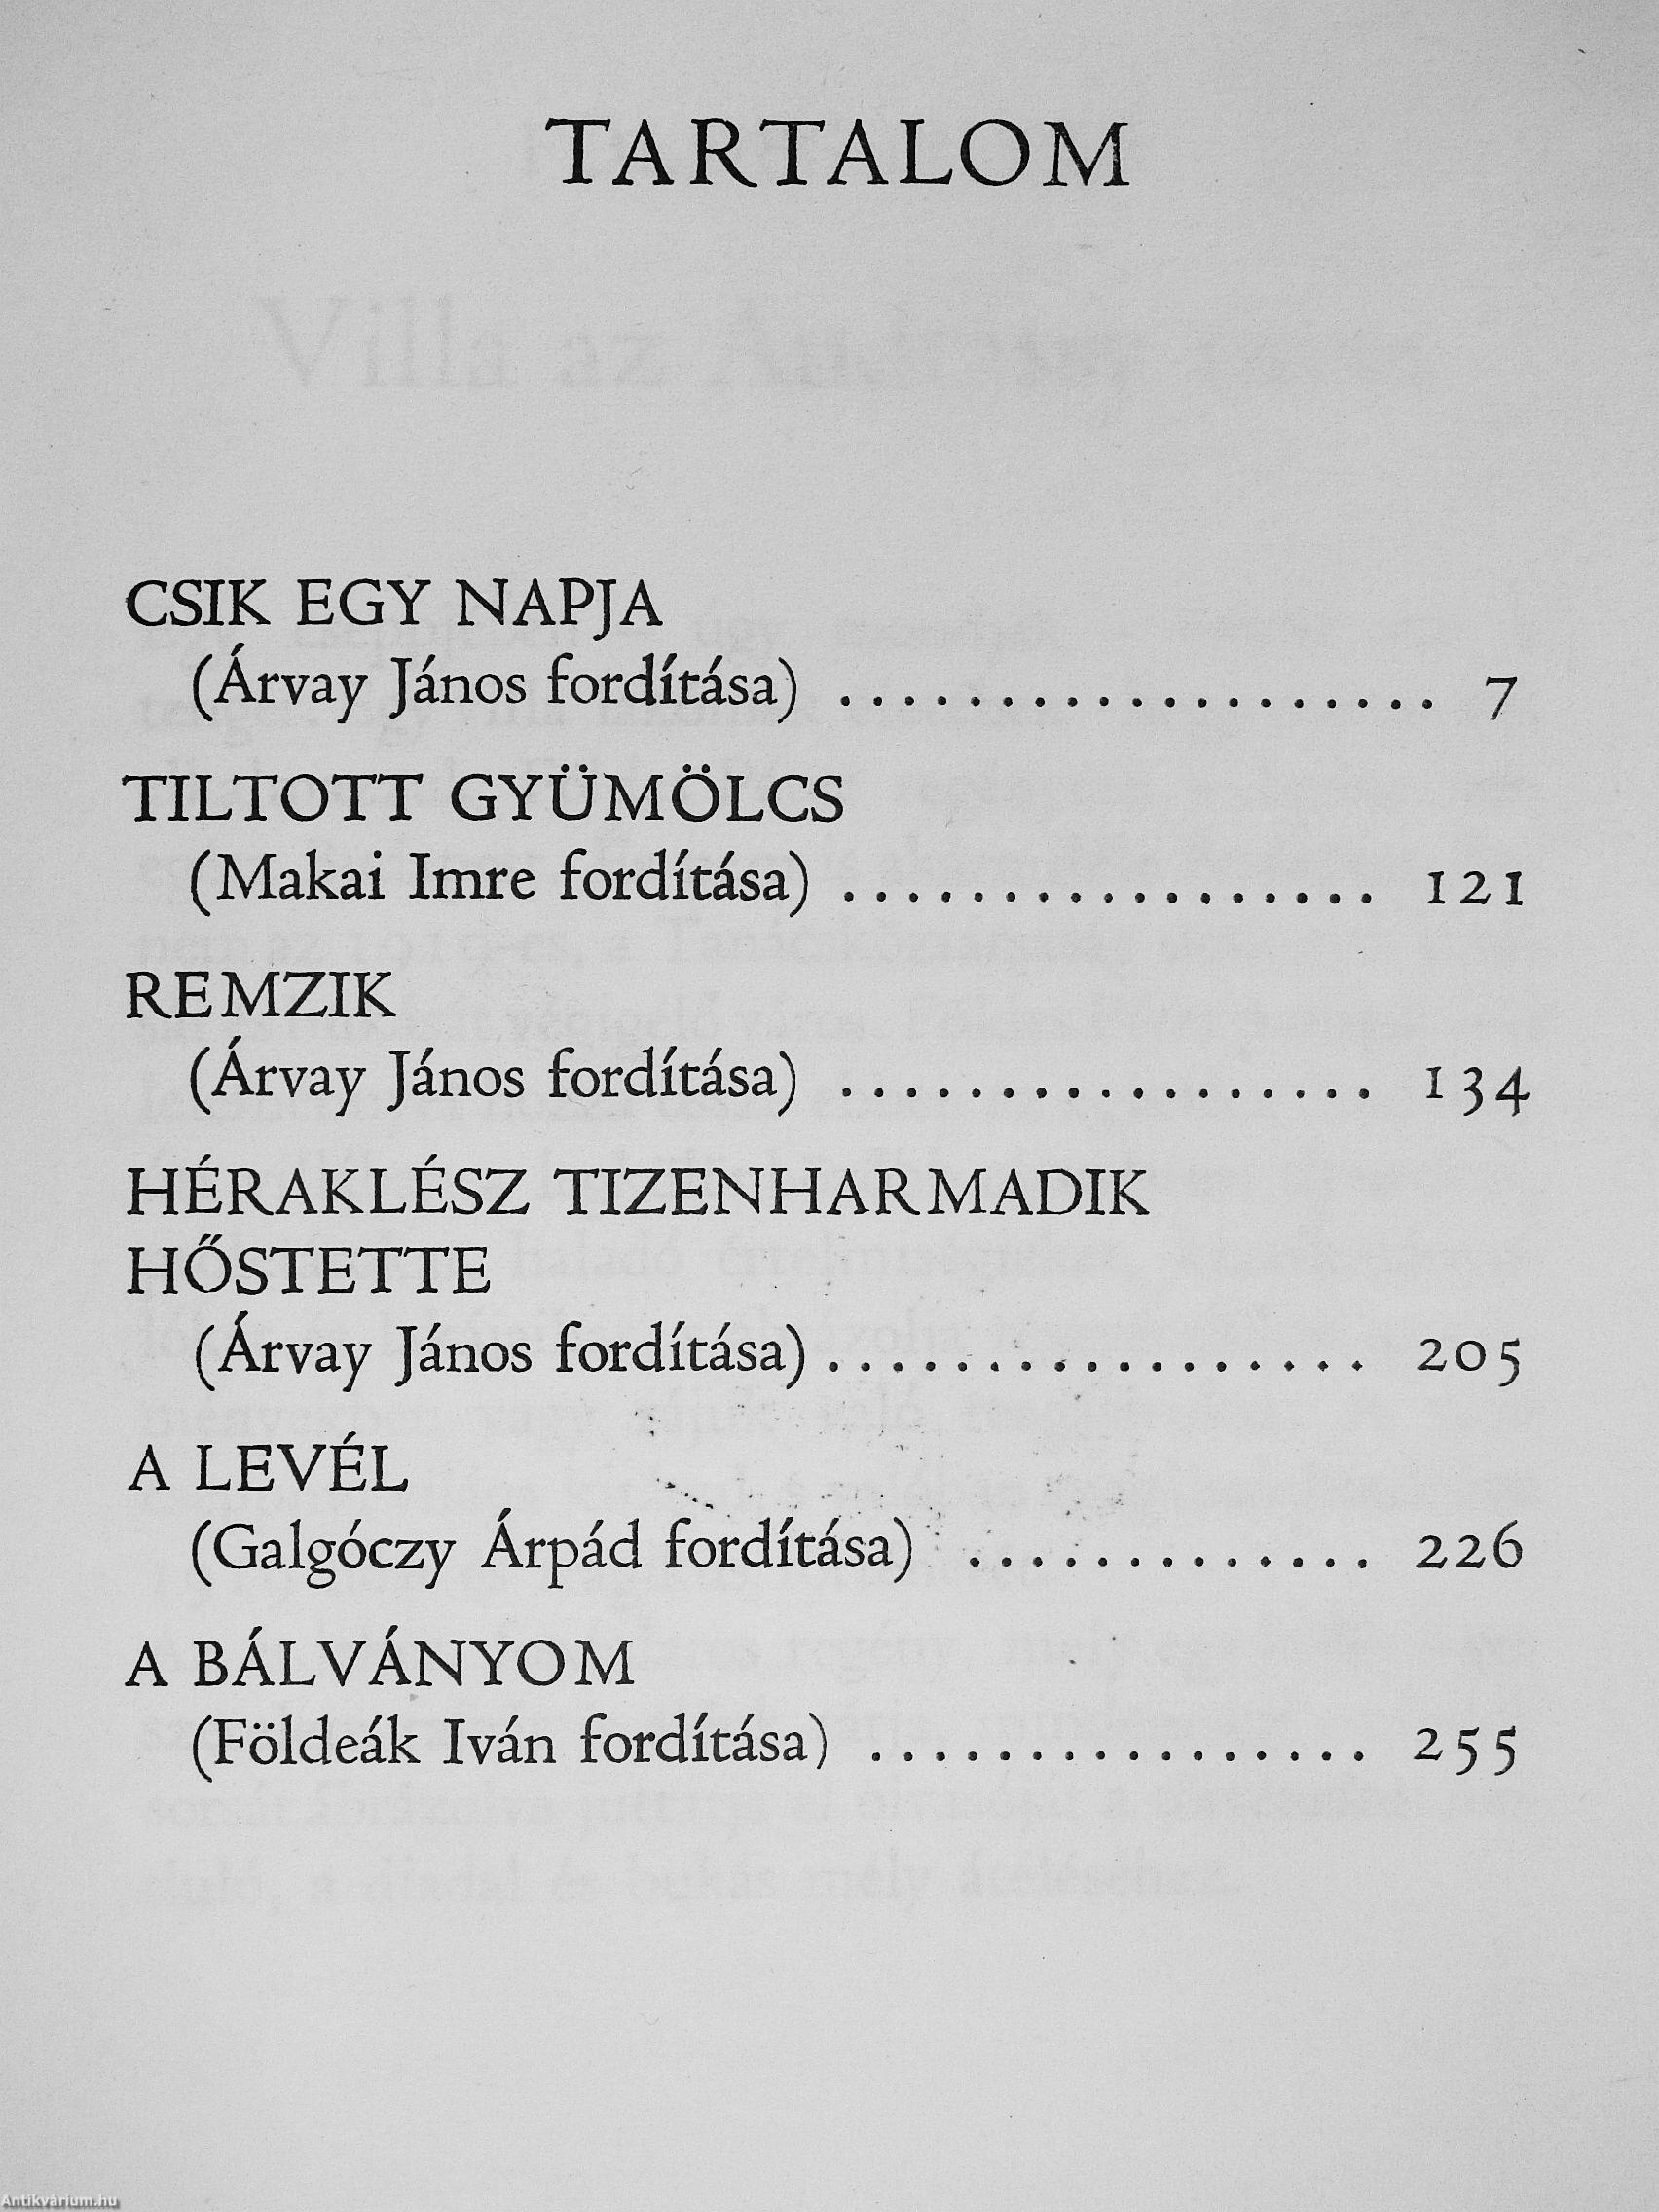 TARTALOM
CSIK EGY NAPJA
(Árvay János fordítása) .................. 7
TILTOTT GYÜMÖLCS
(Makai Imre fordítása) ................. 121
REMZIK
(Árvay János fordítása) ................. 134
HÉRAKLÉSZ TIZENHARMADIK
HŐSTETTE
(Árvay János fordítása) ................. 205
A LEVÉL
(Galgóczy Árpád fordítása) ............. 226
A BÁLVÁNYOM
(Földeák Iván fordítása) ................ 255
Antikvárium.hu